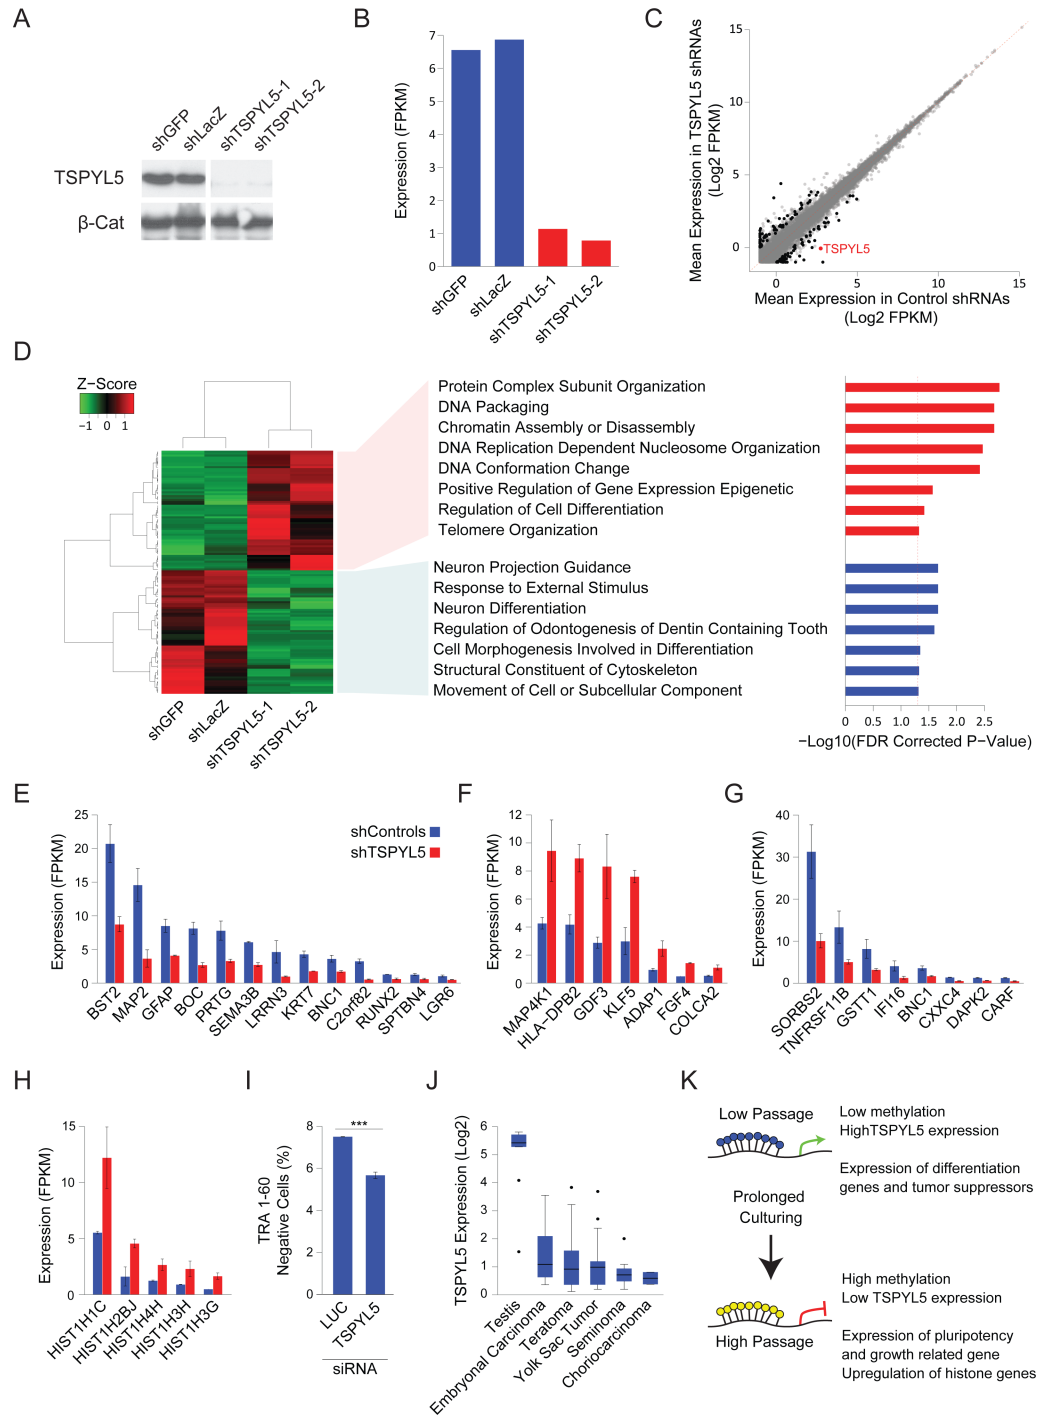 A
shGFP
shLacZ
shTSPYL5-1
shTSPYL5-2
TSPYL5
β-Cat
B
Expression (FPKM)
7
6
5
4
3
2
1
0
shGFP
shLacZ
shTSPYL5-1
shTSPYL5-2
C
Mean Expression in TSPYL5 shRNAs
(Log2 FPKM)
15
10
5
0
TSPYL5
0
5
10
15
Mean Expression in Control shRNAs
(Log2 FPKM)
D
Z−Score
−1 0 1
shGFP
shLacZ
shTSPYL5-1
shTSPYL5-2
Protein Complex Subunit Organization
DNA Packaging
Chromatin Assembly or Disassembly
DNA Replication Dependent Nucleosome Organization
DNA Conformation Change
Positive Regulation of Gene Expression Epigenetic
Regulation of Cell Differentiation
Telomere Organization
Neuron Projection Guidance
Response to External Stimulus
Neuron Differentiation
Regulation of Odontogenesis of Dentin Containing Tooth
Cell Morphogenesis Involved in Differentiation
Structural Constituent of Cytoskeleton
Movement of Cell or Subcellular Component
0 0.5 1.0 1.5 2.0 2.5
−Log10(FDR Corrected P−Value)
E
Expression (FPKM)
25
20
15
10
5
0
shControls
shTSPYL5
BST2
MAP2
GFAP
BOC
PRTG
SEMA3B
LRRN3
KRT7
BNC1
C2orf82
RUNX2
SPTBN4
LGR6
F
Expression (FPKM)
12
10
8
6
4
2
0
MAP4K1
HLA−DPB2
GDF3
KLF5
ADAP1
FGF4
COLCA2
G
Expression (FPKM)
40
30
20
10
0
SORBS2
TNFRSF11B
GSTT1
IFI16
BNC1
CXXC4
DAPK2
CARF
H
Expression (FPKM)
15
10
5
0
HIST1H1C
HIST1H2BJ
HIST1H4H
HIST1H3H
HIST1H3G
I
TRA 1-60
Negative Cells (%)
8
6
4
2
0
***
LUC
TSPYL5
siRNA
J
TSPYL5 Expression (Log2)
6
5
4
3
2
1
0
Testis
Embryonal Carcinoma
Teratoma
Yolk Sac Tumor
Seminoma
Choriocarcinoma
K
Low Passage
Low methylation
HighTSPYL5 expression
Expression of differentiation
genes and tumor suppressors
Prolonged
Culturing
High Passage
High methylation
Low TSPYL5 expression
Expression of pluripotency
and growth related gene
Upregulation of histone genes